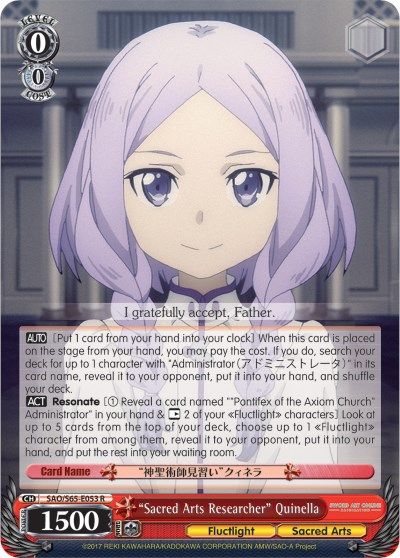 LEVEL
0
0
COST
I gratefully accept, Father.
AUTO [Put 1 card from your hand into your clock] When this card is placed
on the stage from your hand, you may pay the cost. If you do, search your
deck for up to 1 character with "Administrator(アドミニストレータ)" in its
card name, reveal it to your opponent, put it into your hand, and shuffle
your deck.
ACT Resonate [① Reveal a card named ""Pontifex of the Axiom Church"
Administrator" in your hand & 2 of your «Fluctlight» characters] Look at
up to 5 cards from the top of your deck, choose up to 1 «Fluctlight»
character from among them, reveal it to your opponent, put it into your
hand, and put the rest into your waiting room.
Card Name "神聖術師見習い"クィネラ
CH SAO/S65-E053 R
"Sacred Arts Researcher" Quinella
POWER
1500
SWORD ART ONLINE
Fluctlight Sacred Arts
©2017 REKI KAWAHARA/KADOKAWA CORPORATION AMW/SAO-A Project